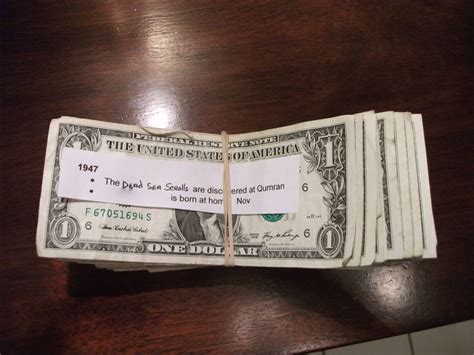 FEDERAL RESERVE NOTE
THE UNITED STATES OF AMERICA
1
1947
6
• The Dead Sea Scrolls are discovered at Qumran
• is born at home Nov
F 67051694 S
6
1
ONE DOLLAR
1